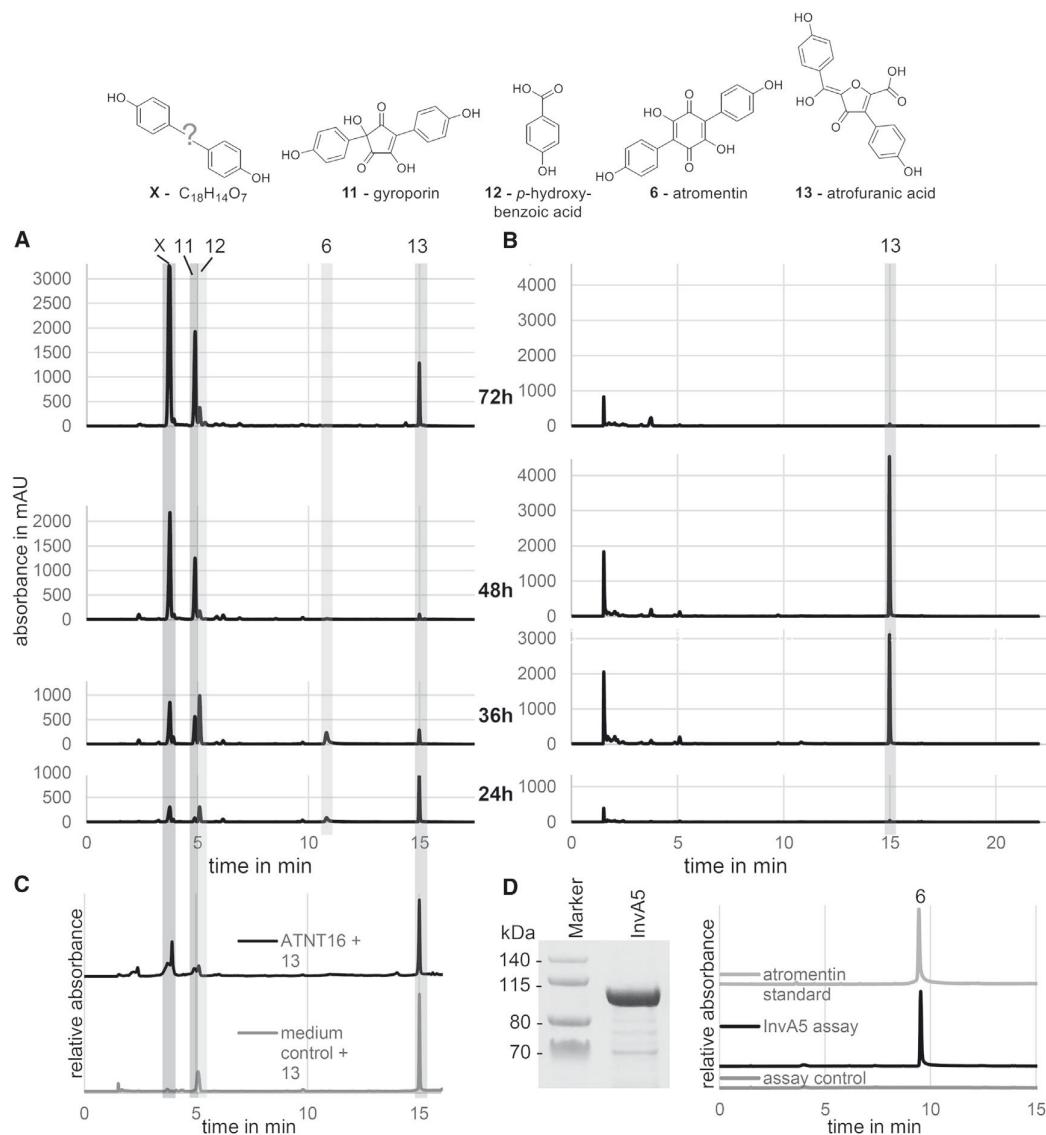 HO
?
OH
X - C18H14O7
HO
O
OH
HO
O
OH
11 - gyroporin
HO
O
OH
12 - p-hydroxy-
benzoic acid
O
OH
HO
OH
HO
O
6 - atromentin
HO
OH
HO
O
O
O
OH
13 - atrofuranic acid
A
B
X 11 12 6 13
13
absorbance in mAU
3000
2500
2000
1500
1000
500
0
72h
4000
3000
2000
1000
0
2000
1500
1000
500
0
48h
4000
3000
2000
1000
0
1000
500
0
36h
3000
2000
1000
0
1000
500
0
24h
1000
0
0 5 10 15
time in min
0 5 10 15 20
time in min
C
relative absorbance
ATNT16 +
13
medium
control +
13
0 5 10 15
time in min
D
Marker
InvA5
kDa
140 -
115 -
80 -
70 -
relative absorbance
6
atromentin
standard
InvA5 assay
assay control
0 5 10 15
time in min